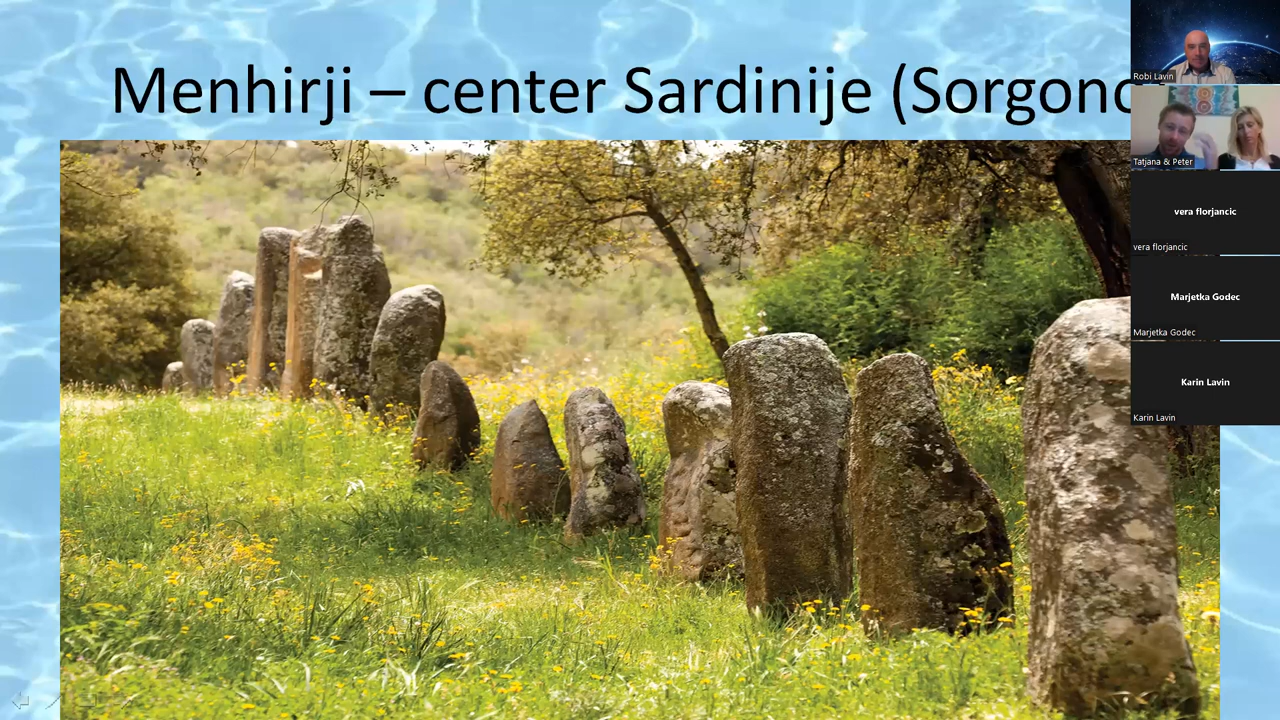 Menhirji – center Sardinije (Sorgono
Robi Lavin
Tatjana & Peter
vera florjancic
vera florjancic
Marjetka Godec
Marjetka Godec
Karin Lavin
Karin Lavin